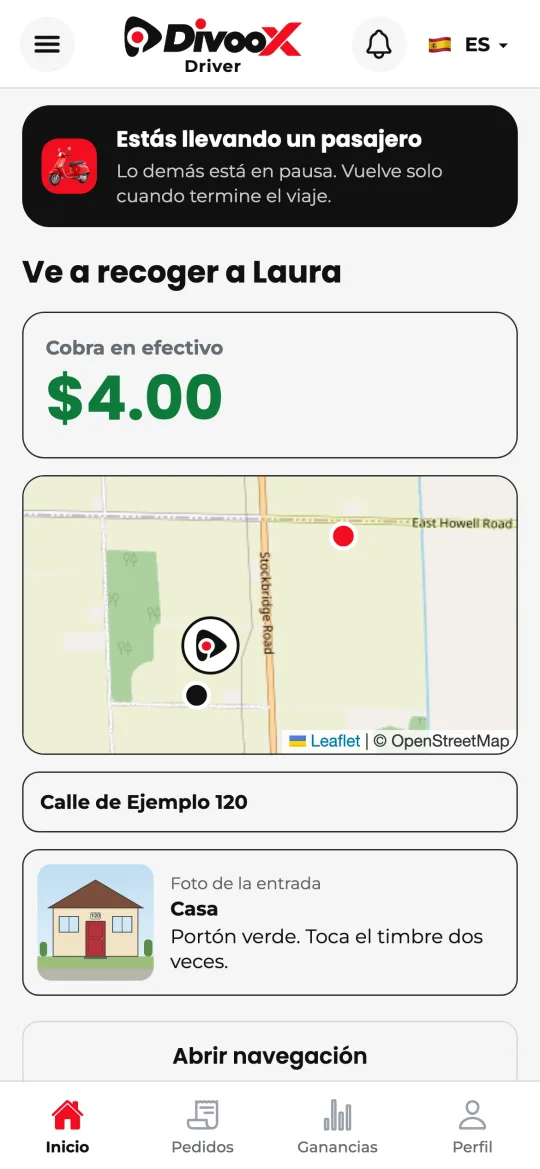 DivooX
Driver
ES
Estás llevando un pasajero
Lo demás está en pausa. Vuelve solo
cuando termine el viaje.
Ve a recoger a Laura
Cobra en efectivo
$4.00
East Howell Road
Stockbridge Road
Leaflet | © OpenStreetMap
Calle de Ejemplo 120
120
Foto de la entrada
Casa
Portón verde. Toca el timbre dos
veces.
Abrir navegación
Inicio
Pedidos
Ganancias
Perfil